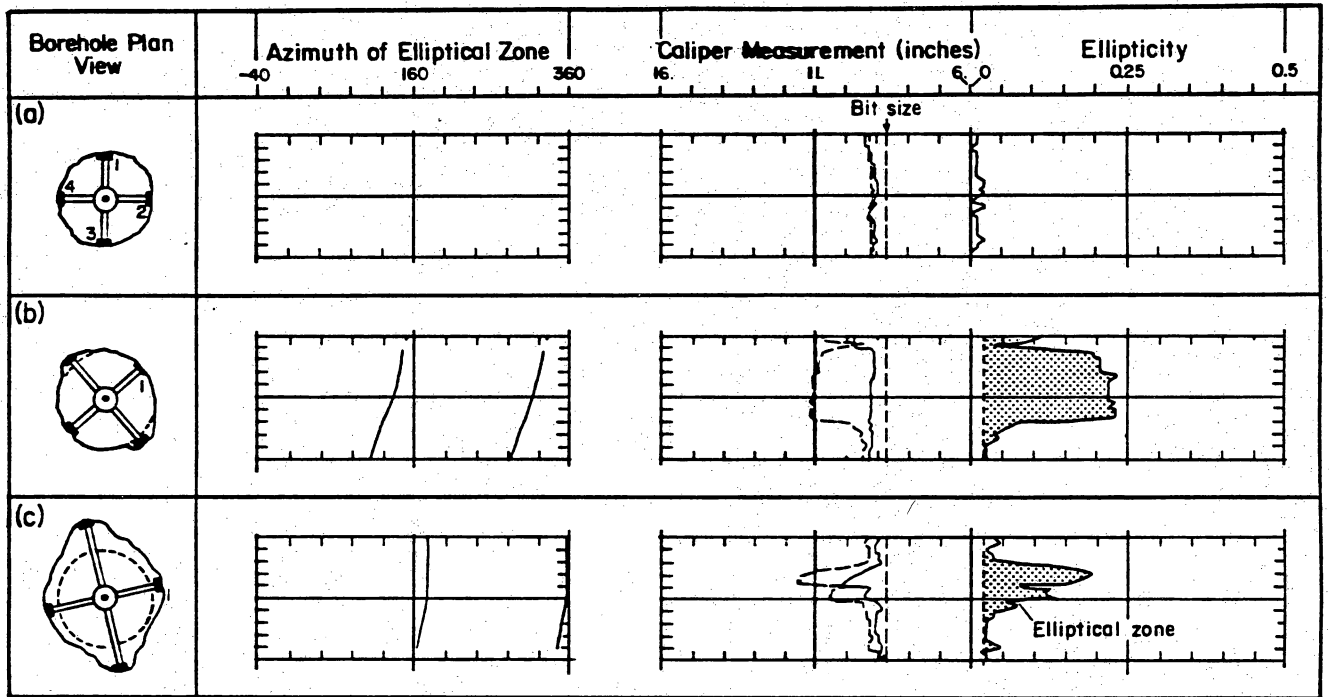 Borehole Plan View
Azimuth of Elliptical Zone
-40 160 360
Caliper Measurement (inches)
16. 11. 6.
Ellipticity
0 0.25 0.5
(a)
1
4
2
3
Bit size
(b)
1
(c)
1
Elliptical zone